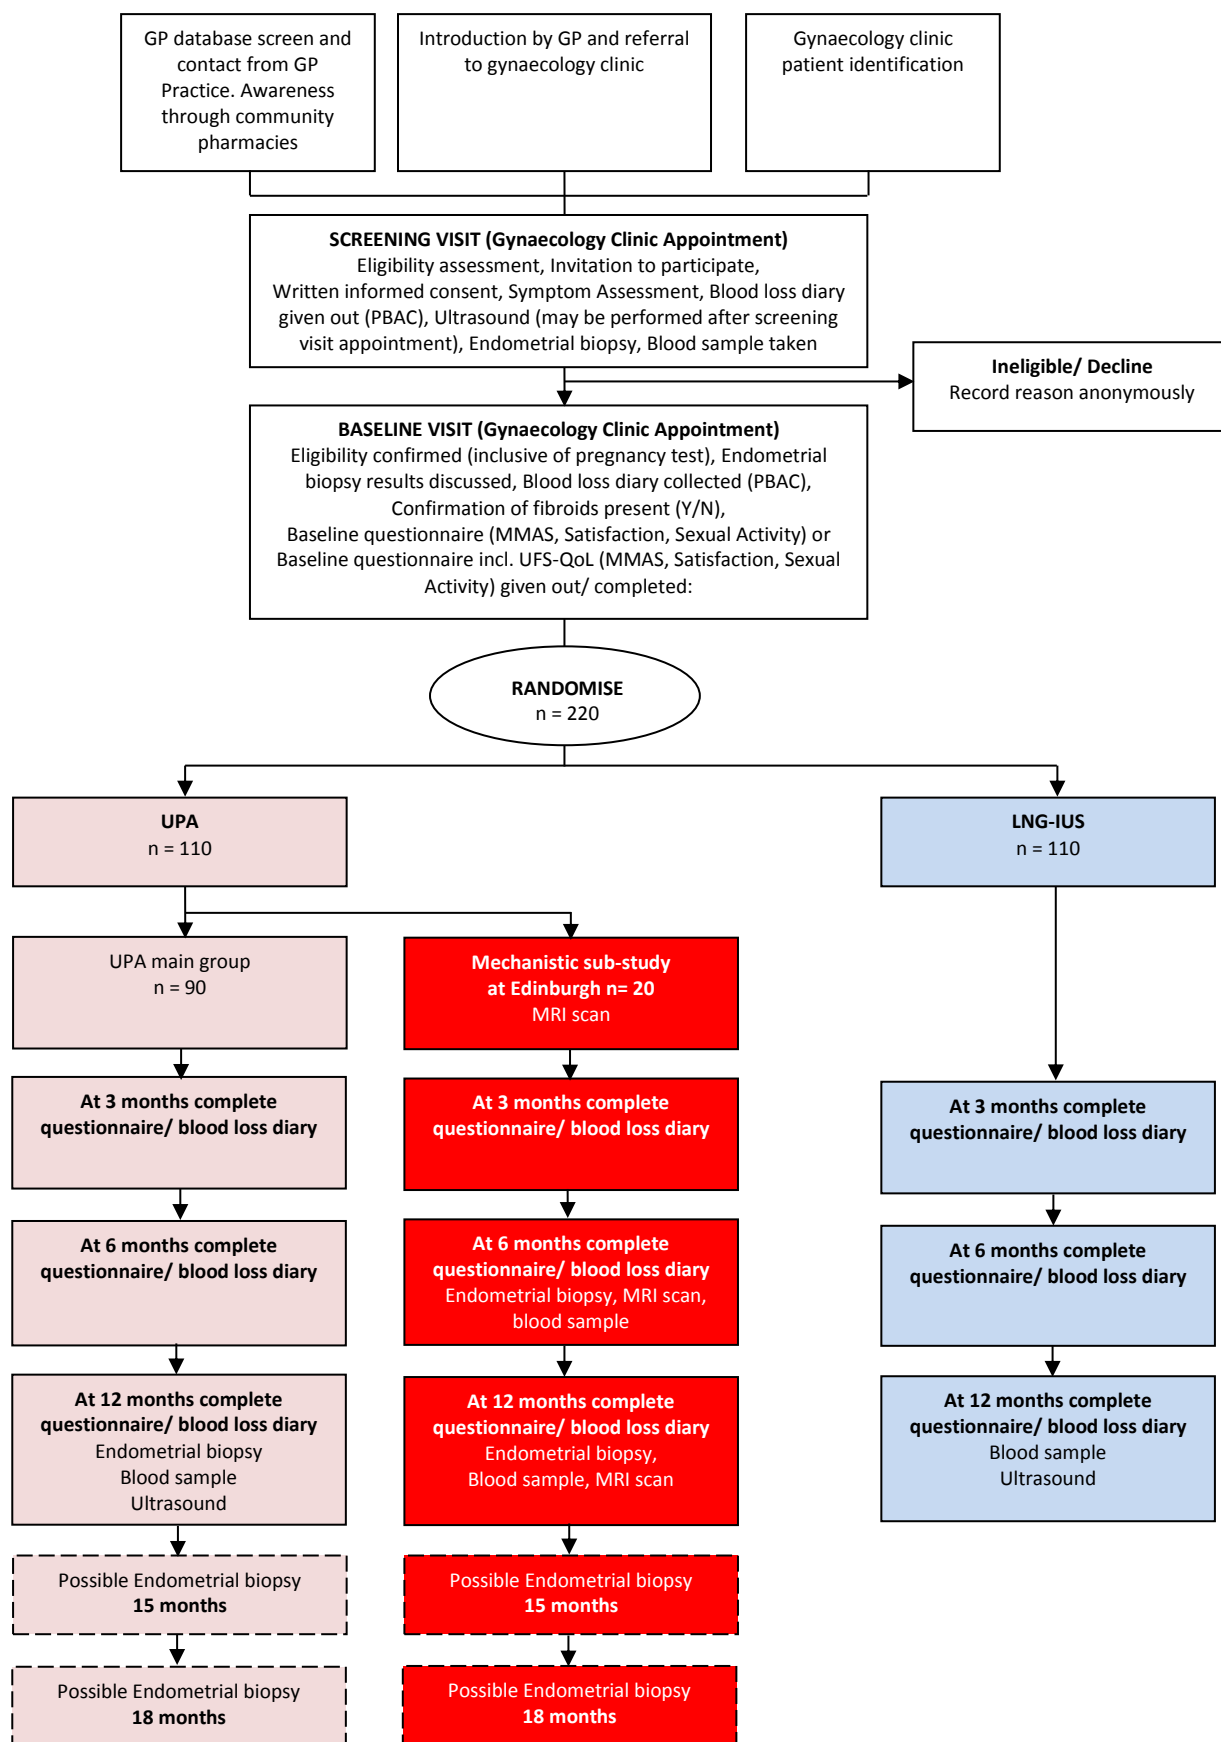 GP database screen and
contact from GP
Practice. Awareness
through community
pharmacies
Introduction by GP and referral
to gynaecology clinic
Gynaecology clinic
patient identification
SCREENING VISIT (Gynaecology Clinic Appointment)
Eligibility assessment, Invitation to participate,
Written informed consent, Symptom Assessment, Blood loss diary
given out (PBAC), Ultrasound (may be performed after screening
visit appointment), Endometrial biopsy, Blood sample taken
Ineligible/ Decline
Record reason anonymously
BASELINE VISIT (Gynaecology Clinic Appointment)
Eligibility confirmed (inclusive of pregnancy test), Endometrial
biopsy results discussed, Blood loss diary collected (PBAC),
Confirmation of fibroids present (Y/N),
Baseline questionnaire (MMAS, Satisfaction, Sexual Activity) or
Baseline questionnaire incl. UFS-QoL (MMAS, Satisfaction, Sexual
Activity) given out/ completed:
RANDOMISE
n = 220
UPA
n = 110
LNG-IUS
n = 110
UPA main group
n = 90
Mechanistic sub-study
at Edinburgh n= 20
MRI scan
At 3 months complete
questionnaire/ blood loss diary
At 3 months complete
questionnaire/ blood loss diary
At 3 months complete
questionnaire/ blood loss diary
At 6 months complete
questionnaire/ blood loss diary
At 6 months complete
questionnaire/ blood loss diary
Endometrial biopsy, MRI scan,
blood sample
At 6 months complete
questionnaire/ blood loss diary
At 12 months complete
questionnaire/ blood loss diary
Endometrial biopsy
Blood sample
Ultrasound
At 12 months complete
questionnaire/ blood loss diary
Endometrial biopsy,
Blood sample, MRI scan
At 12 months complete
questionnaire/ blood loss diary
Blood sample
Ultrasound
Possible Endometrial biopsy
15 months
Possible Endometrial biopsy
15 months
Possible Endometrial biopsy
18 months
Possible Endometrial biopsy
18 months